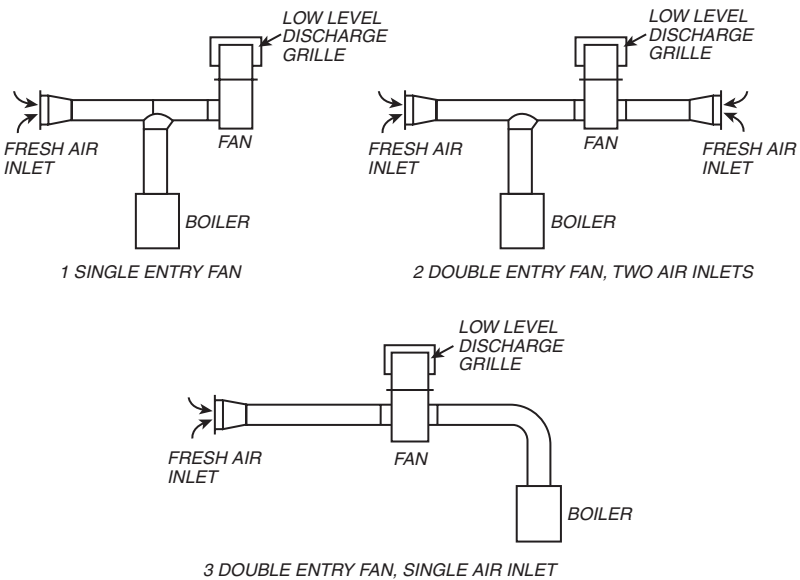 LOW LEVEL
DISCHARGE
GRILLE
FRESH AIR
INLET
FAN
BOILER
1 SINGLE ENTRY FAN
LOW LEVEL
DISCHARGE
GRILLE
FRESH AIR
INLET
FAN
FRESH AIR
INLET
BOILER
2 DOUBLE ENTRY FAN, TWO AIR INLETS
LOW LEVEL
DISCHARGE
GRILLE
FRESH AIR
INLET
FAN
BOILER
3 DOUBLE ENTRY FAN, SINGLE AIR INLET